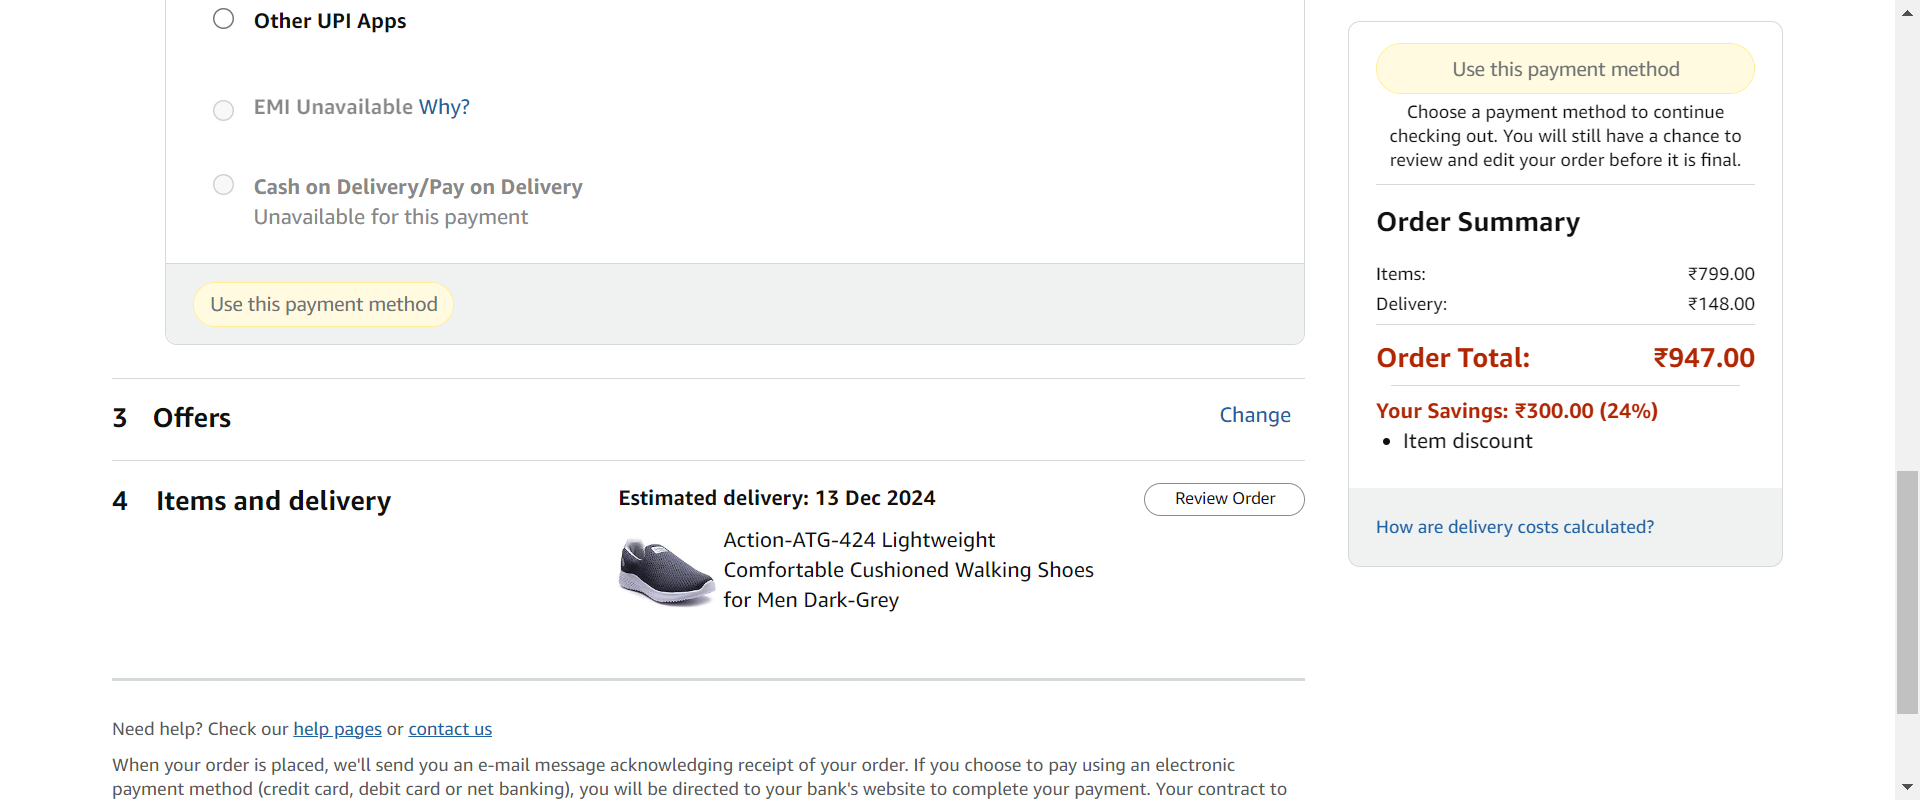 Other UPI Apps
EMI Unavailable Why?
Cash on Delivery/Pay on Delivery
Unavailable for this payment
Use this payment method
3 Offers
Change
4 Items and delivery
Estimated delivery: 13 Dec 2024
Review Order
Action-ATG-424 Lightweight
Comfortable Cushioned Walking Shoes
for Men Dark-Grey
Need help? Check our help pages or contact us
When your order is placed, we'll send you an e-mail message acknowledging receipt of your order. If you choose to pay using an electronic
payment method (credit card, debit card or net banking), you will be directed to your bank's website to complete your payment. Your contract to
Use this payment method
Choose a payment method to continue
checking out. You will still have a chance to
review and edit your order before it is final.
Order Summary
Items: ₹799.00
Delivery: ₹148.00
Order Total: ₹947.00
Your Savings: ₹300.00 (24%)
• Item discount
How are delivery costs calculated?